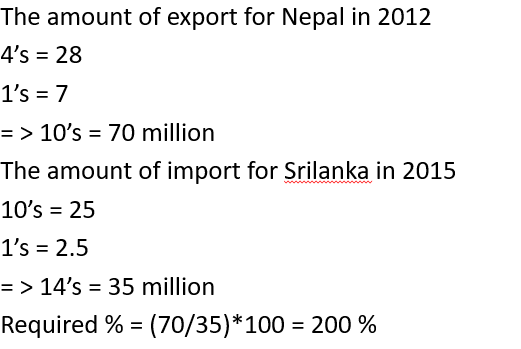 The amount of export for Nepal in 2012
4’s = 28
1’s = 7
= > 10’s = 70 million
The amount of import for Srilanka in 2015
10’s = 25
1’s = 2.5
= > 14’s = 35 million
Required % = (70/35)*100 = 200 %